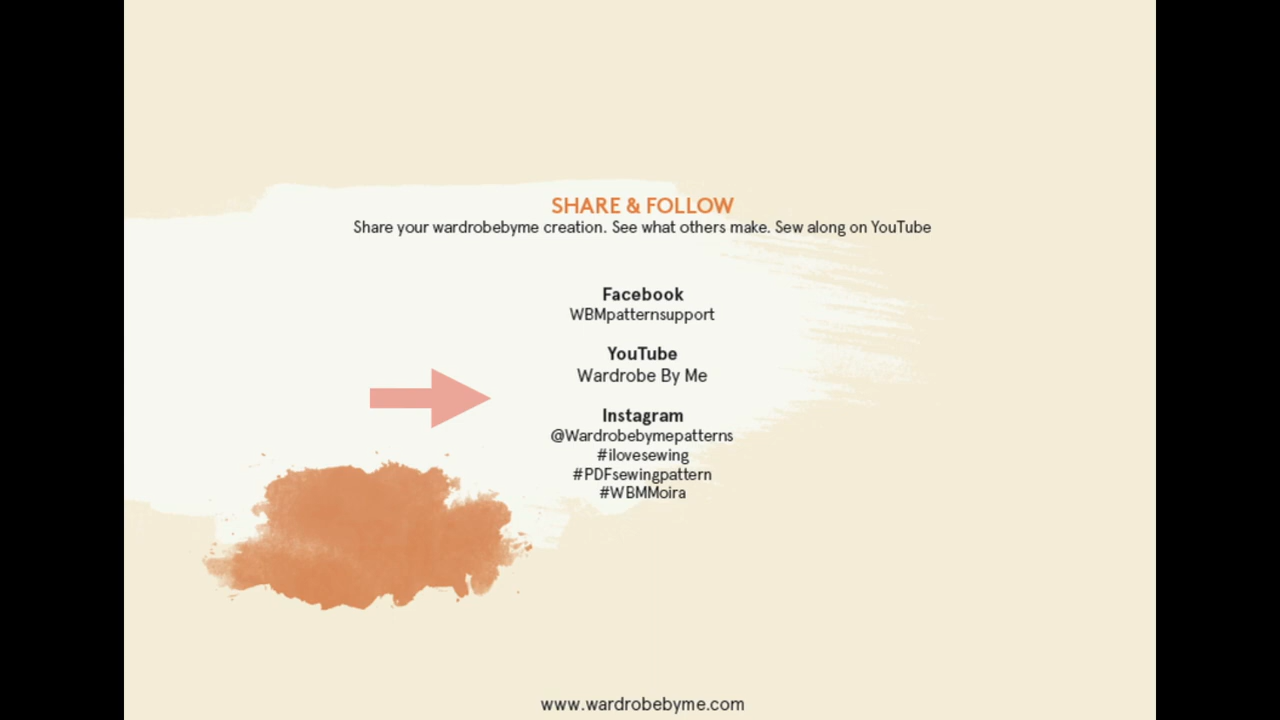 SHARE & FOLLOW
Share your wardrobebyme creation. See what others make. Sew along on YouTube
Facebook
WBMpatternsupport
YouTube
Wardrobe By Me
Instagram
@Wardrobebymepatterns
#ilovesewing
#PDFsewingpattern
#WBMMoira
www.wardrobebyme.com